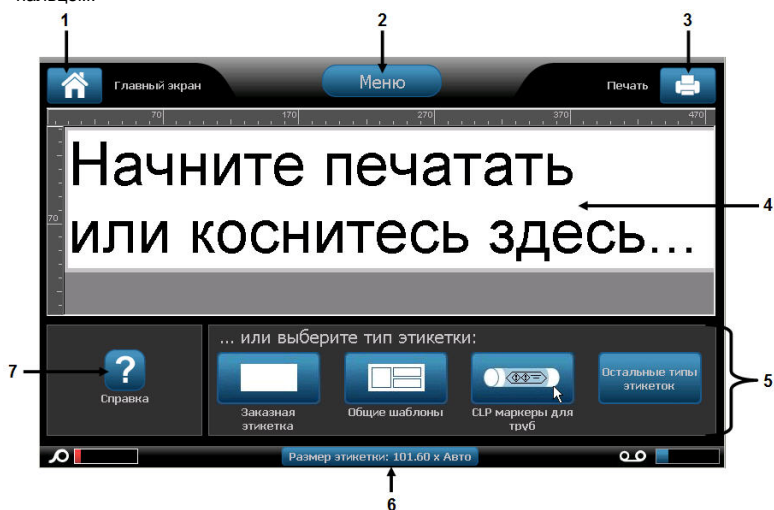 1
2
3
Главный экран
Меню
Печать
70
170
270
370
470
Начните печатать
70
или коснитесь здесь...
4
... или выберите тип этикетки:
7
?
Справка
Заказная
этикетка
Общие шаблоны
CLP маркеры для
труб
Остальные типы
этикеток
5
Размер этикетки: 101.60 x Авто
6